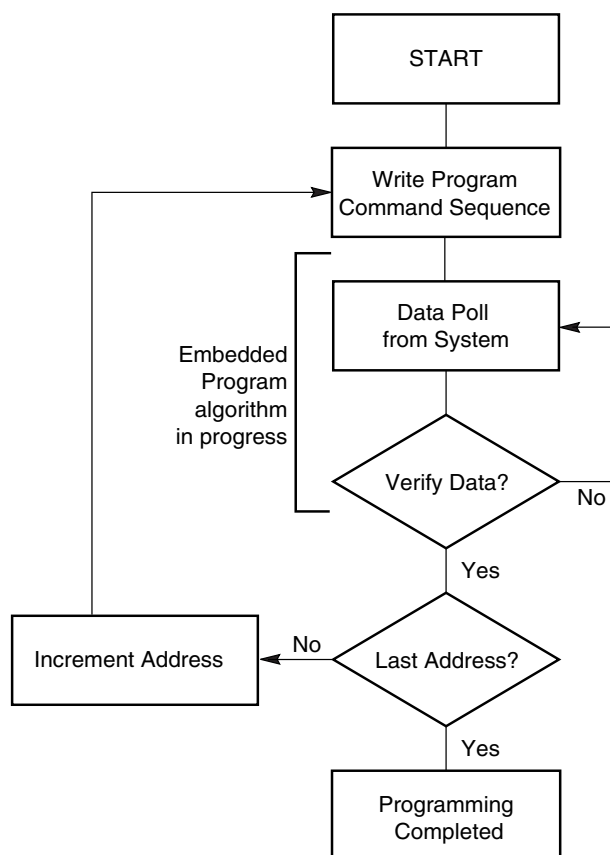 START
Write Program
Command Sequence
Data Poll
from System
Embedded
Program
algorithm
in progress
Verify Data?
No
Yes
Last Address?
No
Increment Address
Yes
Programming
Completed